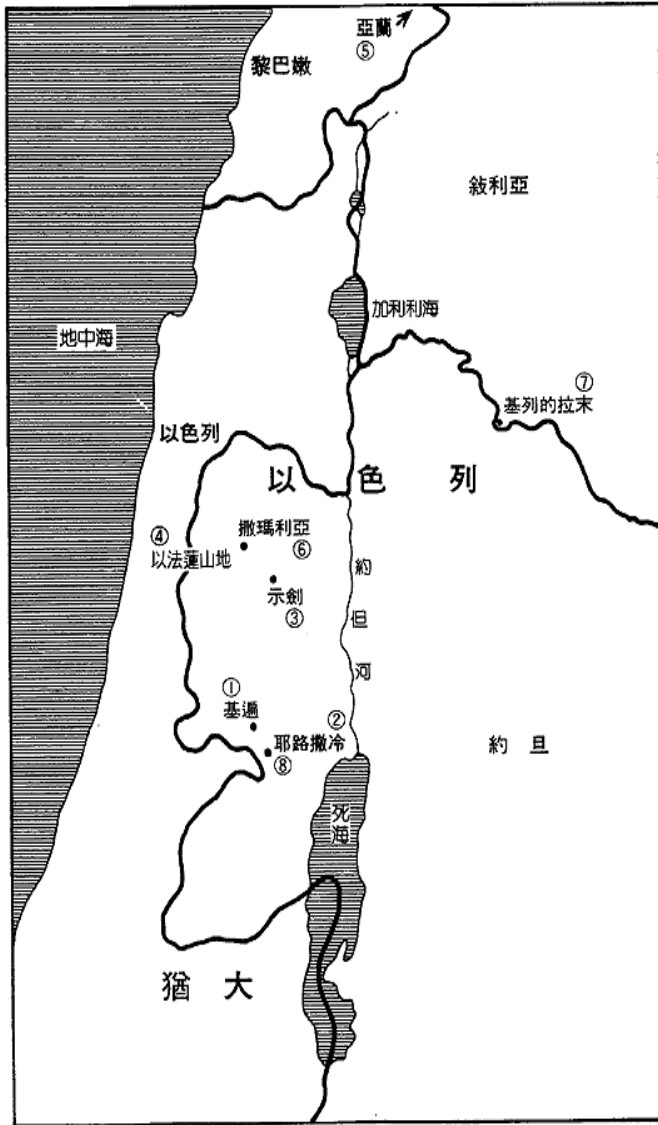 亞蘭
⑤
黎巴嫩
敍利亞
加利利海
地中海
⑦
基列的拉末
以色列
以色列
④
以法蓮山地
撒瑪利亞
⑥
示劍
③
約但河
①
基遍
②
耶路撒冷
⑧
約旦
死海
猶大